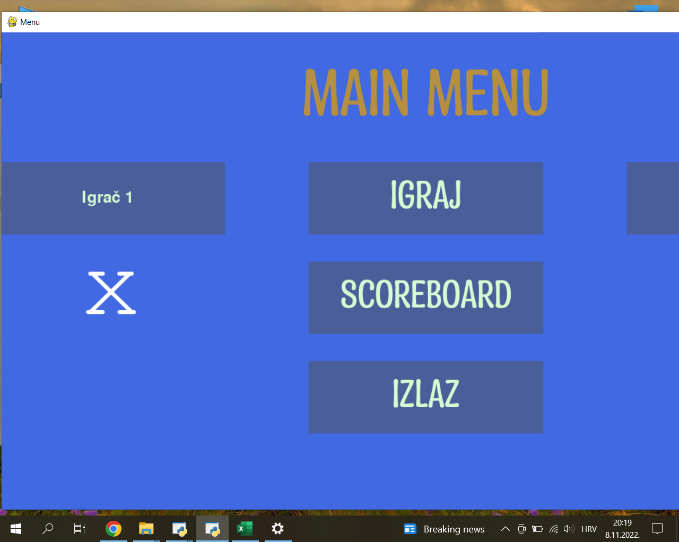 Menu
MAIN MENU
Igrač 1
IGRAJ
X
SCOREBOARD
IZLAZ
Breaking news
HRV
20:19
8.11.2022.